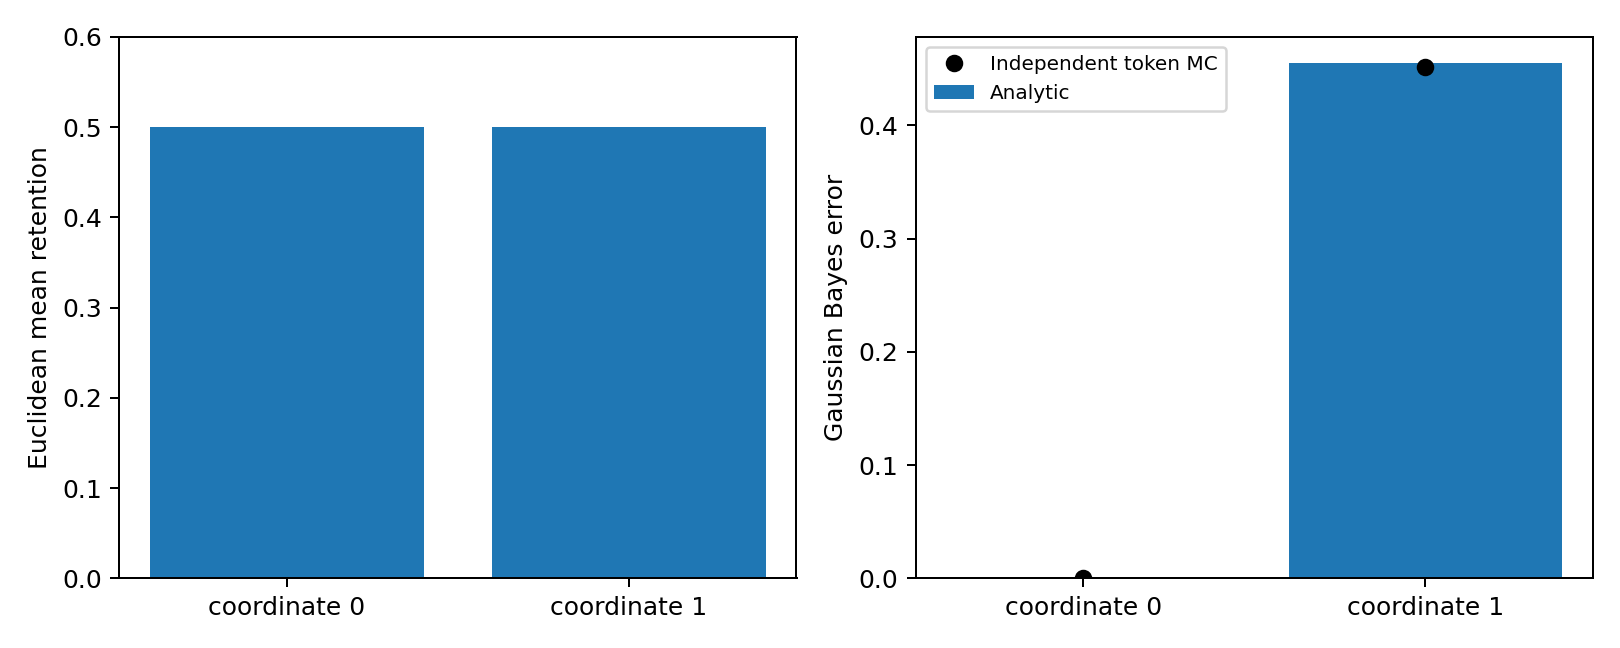 Euclidean mean retention
0.6
0.5
0.4
0.3
0.2
0.1
0.0
coordinate 0
coordinate 1
Gaussian Bayes error
0.4
0.3
0.2
0.1
0.0
Independent token MC
Analytic
coordinate 0
coordinate 1